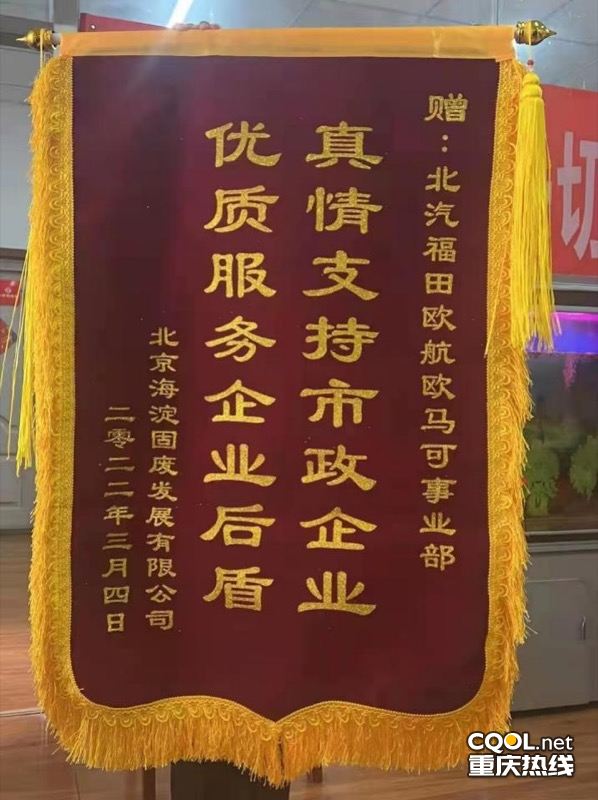 赠：北汽福田欧航欧马可事业部
真情支持市政企业
优质服务企业后盾
北京海淀固废发展有限公司
二零二二年三月四日
切
CQOL.net
重庆热线